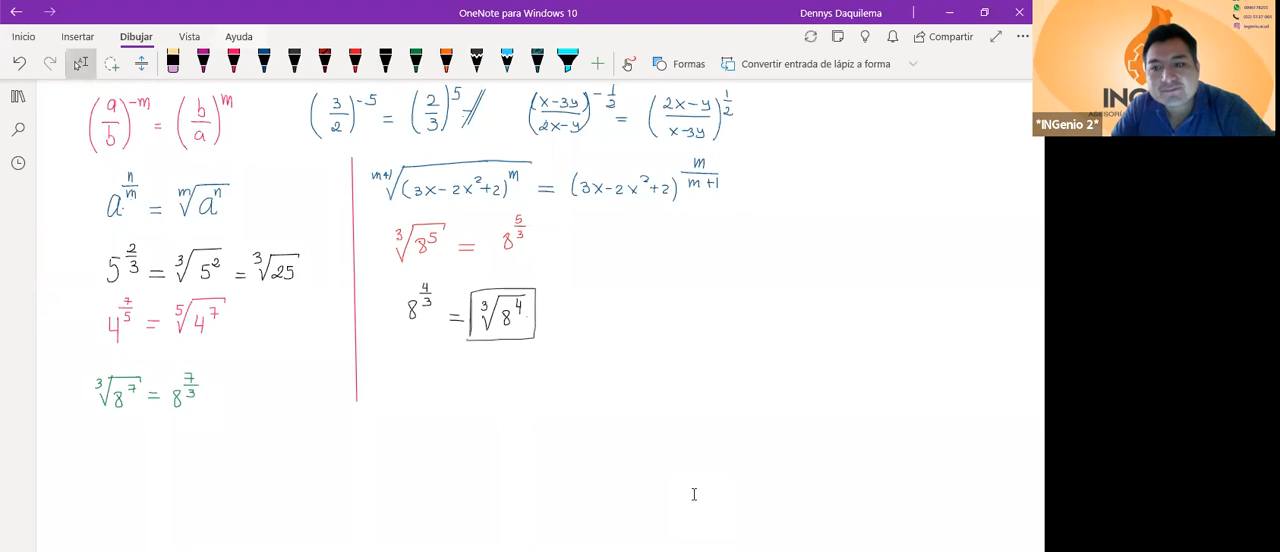 OneNote para Windows 10
Dennys Daquilema
Inicio Insertar Dibujar Vista Ayuda
Compartir
Formas
Convertir entrada de lápiz a forma
(a/b)^-m = (b/a)^m
(3/2)^-5 = (2/3)^5
((x-3y)/(2x-y))^-1/2 = ((2x-y)/(x-3y))^1/2
a^(n/m) = ᵐ√(a^n)
ᵐ⁺¹√((3x-2x²+2)^m) = (3x-2x²+2)^(m/(m+1))
³√(8^5) = 8^(5/3)
5^(2/3) = ³√(5²) = ³√25
8^(4/3) = ³√(8^4)
4^(7/5) = ⁵√(4^7)
³√(8^7) = 8^(7/3)
*INGenio 2*